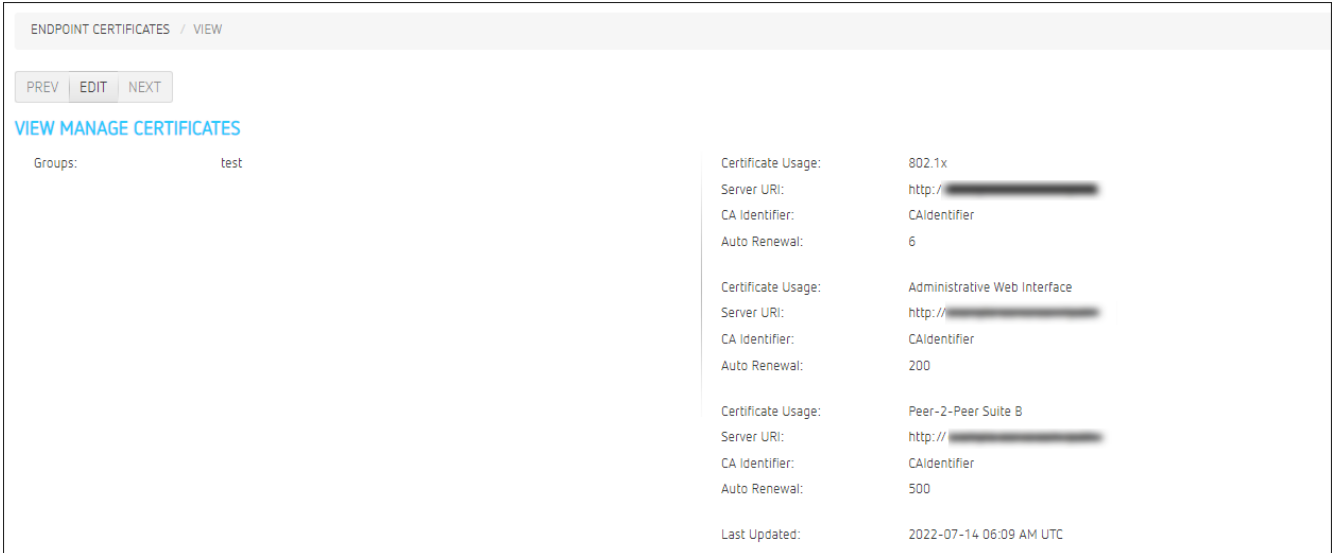 ENDPOINT CERTIFICATES / VIEW
PREV EDIT NEXT
VIEW MANAGE CERTIFICATES
Groups: test
Certificate Usage: 802.1x
Server URI: http:/
CA Identifier: CAIdentifier
Auto Renewal: 6
Certificate Usage: Administrative Web Interface
Server URI: http://
CA Identifier: CAIdentifier
Auto Renewal: 200
Certificate Usage: Peer-2-Peer Suite B
Server URI: http://
CA Identifier: CAIdentifier
Auto Renewal: 500
Last Updated: 2022-07-14 06:09 AM UTC